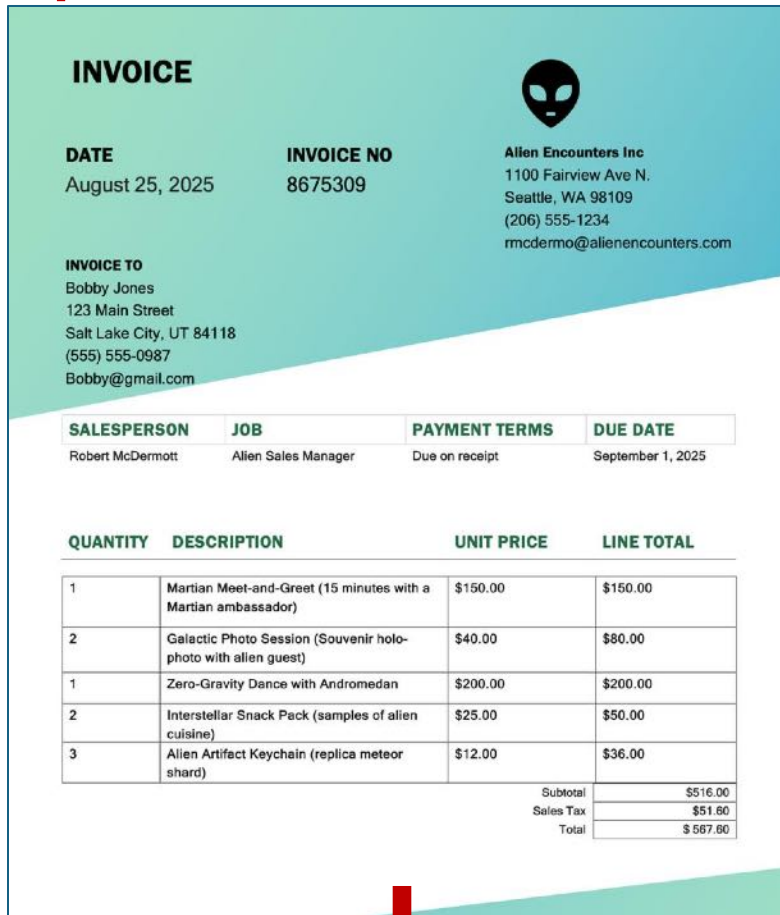 INVOICE
DATE
August 25, 2025
INVOICE NO
8675309
Alien Encounters Inc
1100 Fairview Ave N.
Seattle, WA 98109
(206) 555-1234
rmcdermo@alienencounters.com
INVOICE TO
Bobby Jones
123 Main Street
Salt Lake City, UT 84118
(555) 555-0987
Bobby@gmail.com
SALESPERSON JOB PAYMENT TERMS DUE DATE
Robert McDermott Alien Sales Manager Due on receipt September 1, 2025
QUANTITY DESCRIPTION UNIT PRICE LINE TOTAL
1 Martian Meet-and-Greet (15 minutes with a $150.00 $150.00
Martian ambassador)
2 Galactic Photo Session (Souvenir holo- $40.00 $80.00
photo with alien guest)
1 Zero-Gravity Dance with Andromedan $200.00 $200.00
2 Interstellar Snack Pack (samples of alien $25.00 $50.00
cuisine)
3 Alien Artifact Keychain (replica meteor $12.00 $36.00
shard)
Subtotal $516.00
Sales Tax $51.60
Total $ 567.60